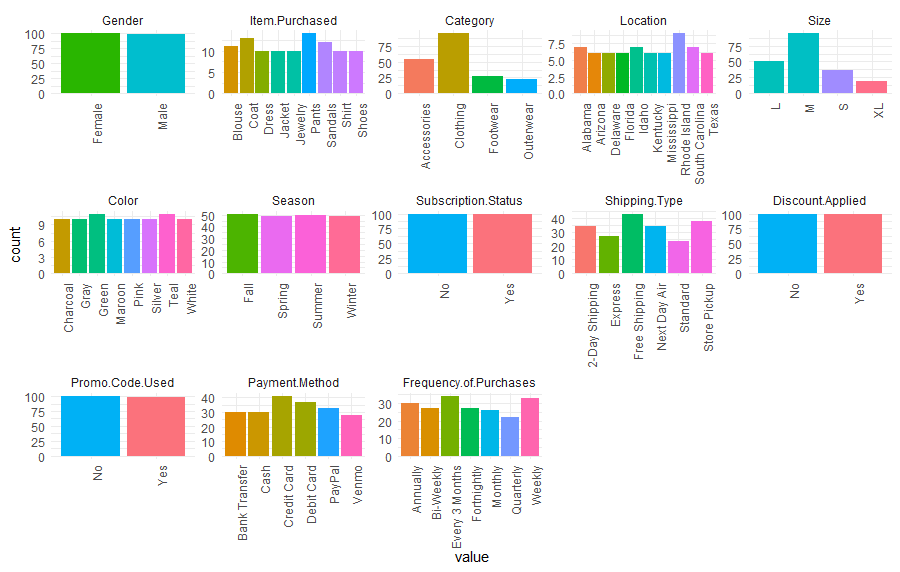 Gender
Item.Purchased
Category
Location
Size
100
75
50
25
0
Female
Male
10
5
0
Blouse
Coat
Dress
Jacket
Jewelry
Pants
Sandals
Shirt
Shoes
75
50
25
0
Accessories
Clothing
Footwear
Outerwear
7.5
5.0
2.5
0.0
Alabama
Arizona
Delaware
Florida
Idaho
Kentucky
Mississippi
Rhode Island
South Carolina
Texas
75
50
25
0
L
M
S
XL
Color
Season
Subscription.Status
Shipping.Type
Discount.Applied
count
9
6
3
0
Charcoal
Gray
Green
Maroon
Pink
Silver
Teal
White
50
40
30
20
10
0
Fall
Spring
Summer
Winter
100
75
50
25
0
No
Yes
40
30
20
10
0
2-Day Shipping
Express
Free Shipping
Next Day Air
Standard
Store Pickup
100
75
50
25
0
No
Yes
Promo.Code.Used
Payment.Method
Frequency.of.Purchases
100
75
50
25
0
No
Yes
40
30
20
10
0
Bank Transfer
Cash
Credit Card
Debit Card
PayPal
Venmo
30
20
10
0
Annually
Bi-Weekly
Every 3 Months
Fortnightly
Monthly
Quarterly
Weekly
value